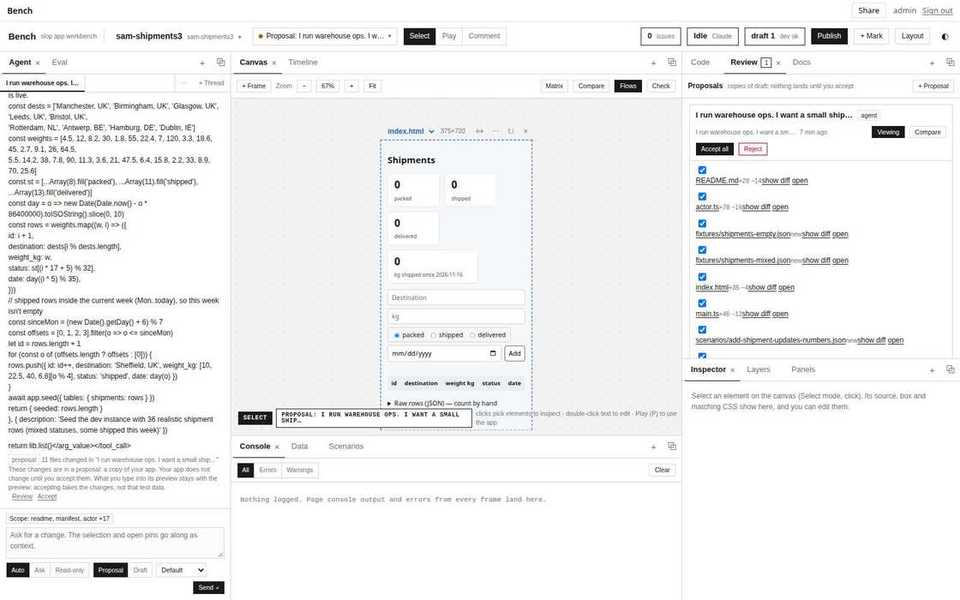 Bench
Share
admin Sign out
Bench slop app workbench
sam-shipments3 sam-shipments3
Proposal: I run warehouse ops. I w...
Select Play Comment
0 issues
Idle Claude
draft 1 dev ok
Publish
+ Mark
Layout
Agent × Eval
I run warehouse ops. I...
··· + Thread
is live.
const dests = ['Manchester, UK', 'Birmingham, UK', 'Glasgow, UK',
'Leeds, UK', 'Bristol, UK',
'Rotterdam, NL', 'Antwerp, BE', 'Hamburg, DE', 'Dublin, IE']
const weights = [4.5, 12, 8.2, 30, 1.8, 55, 22.4, 7, 120, 3.3, 18.6,
45, 2.7, 9.1, 26, 64.5,
5.5, 14.2, 38, 7.8, 90, 11.3, 3.6, 21, 47.5, 6.4, 15.8, 2.2, 33, 8.9,
70, 25.6]
const st = [,...Array(8).fill('packed'), ...Array(11).fill('shipped'),
...Array(13).fill('delivered')]
const day = o => new Date(Date.now() - o *
86400000).toISOString().slice(0, 10)
const rows = weights.map((w, i) => ({
id: i + 1,
destination: dests[i % dests.length],
weight_kg: w,
status: st[(i * 17 + 5) % 32],
date: day((i * 5) % 35),
}))
// shipped rows inside the current week (Mon..today), so this week
isn't empty
const sinceMon = (new Date().getDay() + 6) % 7
const offsets = [0, 1, 2, 3].filter(o => o <= sinceMon)
let id = rows.length + 1
for (const o of (offsets.length ? offsets : [0])) {
rows.push({ id: id++, destination: 'Sheffield, UK', weight_kg: [10,
22.5, 40, 6.8][o % 4], status: 'shipped', date: day(o) })
}
await app.seed({ tables: { shipments: rows } })
return { seeded: rows.length }
}, { description: 'Seed the dev instance with 36 realistic shipment
rows (mixed statuses, some shipped this week)' })
return lib.list()</arg_value></tool_call>
proposal · 11 files changed in "I run warehouse ops. I want a small ship..."
These changes are in a proposal: a copy of your app. Your app does not
change until you accept them. What you type into its preview stays with the
preview; accepting takes the changes, not that test data.
Review Accept
Scope: readme, manifest, actor +17
Ask for a change. The selection and open pins go along as
context.
Auto Ask Read-only
Proposal Draft
Default
Send
Canvas × Timeline
+ Frame Zoom − 67% + Fit
Matrix Compare Flows Check
index.html 375×720
Shipments
0
packed
0
shipped
0
delivered
0
kg shipped since 2026-11-16
Destination
kg
packed shipped delivered
mm/dd/yyyy
Add
id destination weight kg status date
Raw rows (JSON) — count by hand
SELECT
PROPOSAL: I RUN WAREHOUSE OPS. I WANT A SMALL
SHIP…
clicks pick elements to inspect · double-click text to edit · Play (P) to use
the app
Console × Data Scenarios
All Errors Warnings
Clear
Nothing logged. Page console output and errors from every frame land here.
Code Review 1 × Docs
Proposals copies of draft: nothing lands until you accept
+ Proposal
I run warehouse ops. I want a small ship... agent
I run warehouse ops. I want a sm... 7 min ago
Viewing
Compare
Accept all
Reject
README.md+28 −14show diff open
fixtures/shipments-empty.jsonnewshow diff open
fixtures/shipments-mixed.jsonnewshow diff open
scenarios/add-shipment-updates-numbers.jsonnewshow diff open
Inspector × Layers Panels
Select an element on the canvas (Select mode, click). Its source, box and
matching CSS show here, and you can edit them.